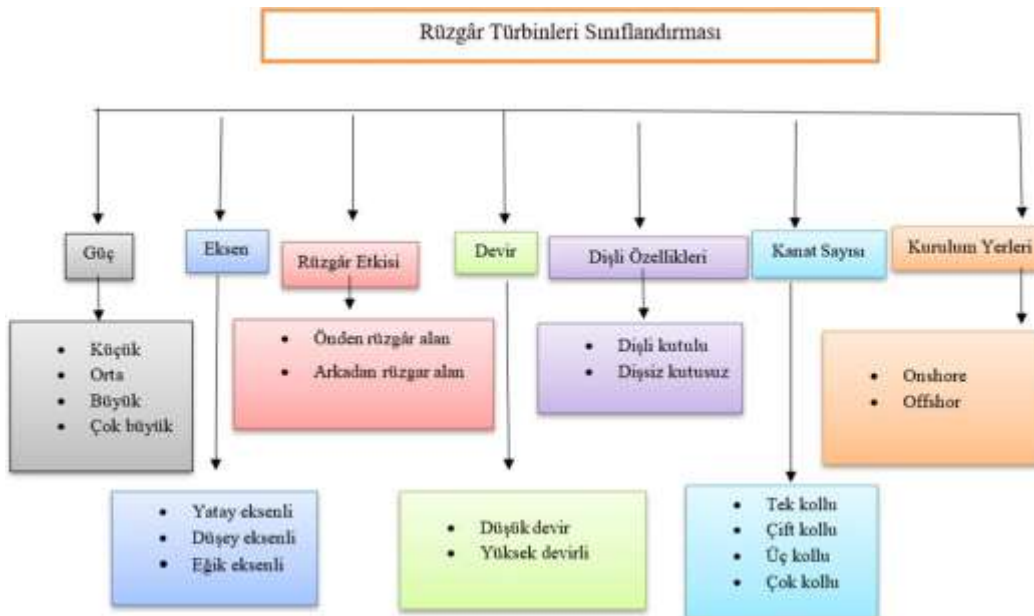 Rüzgâr Türbinleri Sınıflandırması
Güç
Eksen
Rüzgâr Etkisi
Devir
Dişli Özellikleri
Kanat Sayısı
Kurulum Yerleri
• Küçük
• Orta
• Büyük
• Çok büyük
• Önden rüzgâr alan
• Arkadan rüzgar alan
• Dişli kutulu
• Dişsiz kutusuz
• Onshore
• Offshor
• Yatay eksenli
• Düşey eksenli
• Eğik eksenli
• Düşük devir
• Yüksek devirli
• Tek kollu
• Çift kollu
• Üç kollu
• Çok kollu